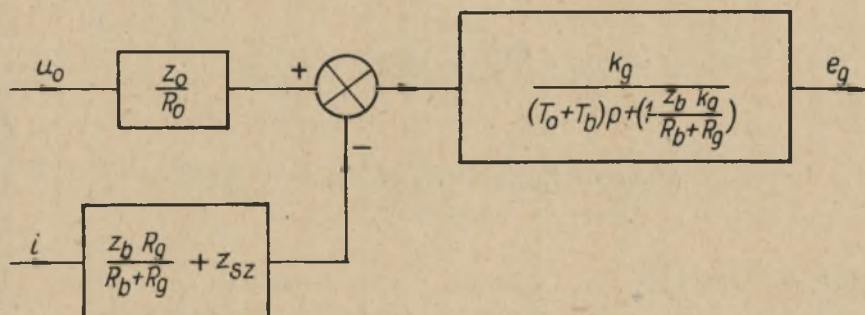 u_o
z_o / R_o
+
−
k_g / (T_o+T_b)p+(1-z_b k_g / R_b+R_g)
e_g
i
z_b R_g / R_b+R_g + z_sz